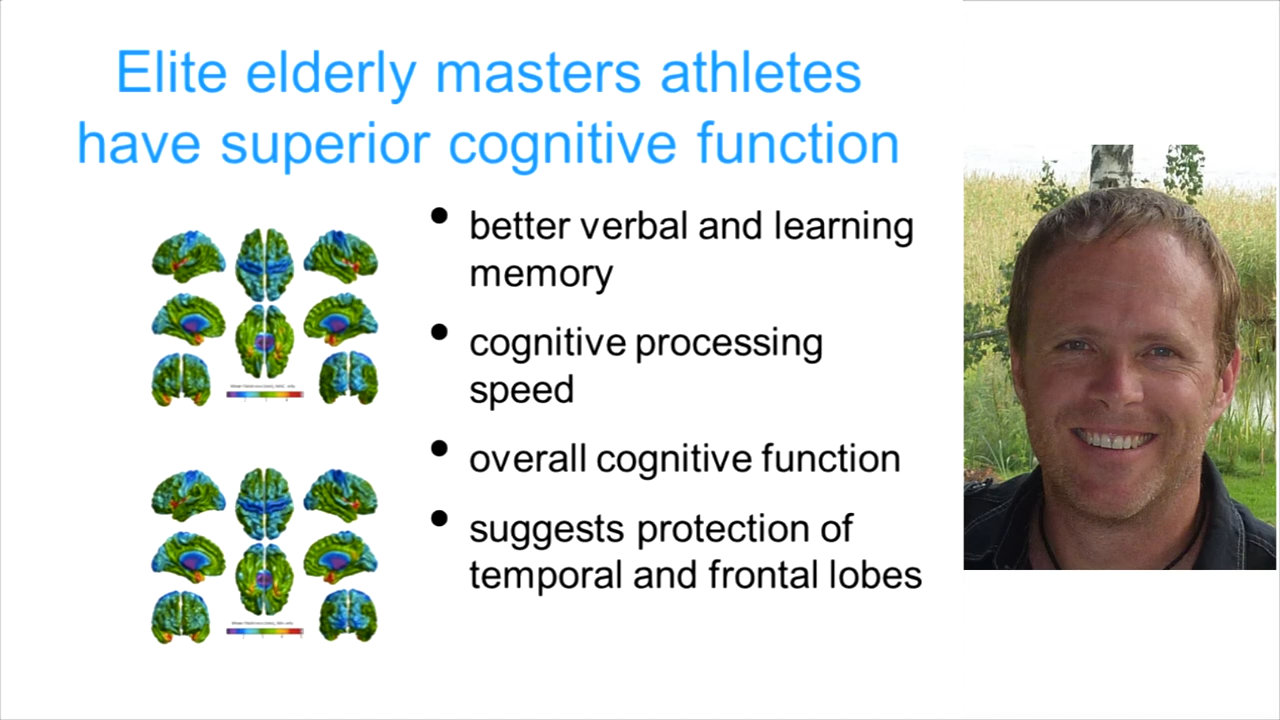 Elite elderly masters athletes
have superior cognitive function
• better verbal and learning
memory
• cognitive processing
speed
• overall cognitive function
• suggests protection of
temporal and frontal lobes